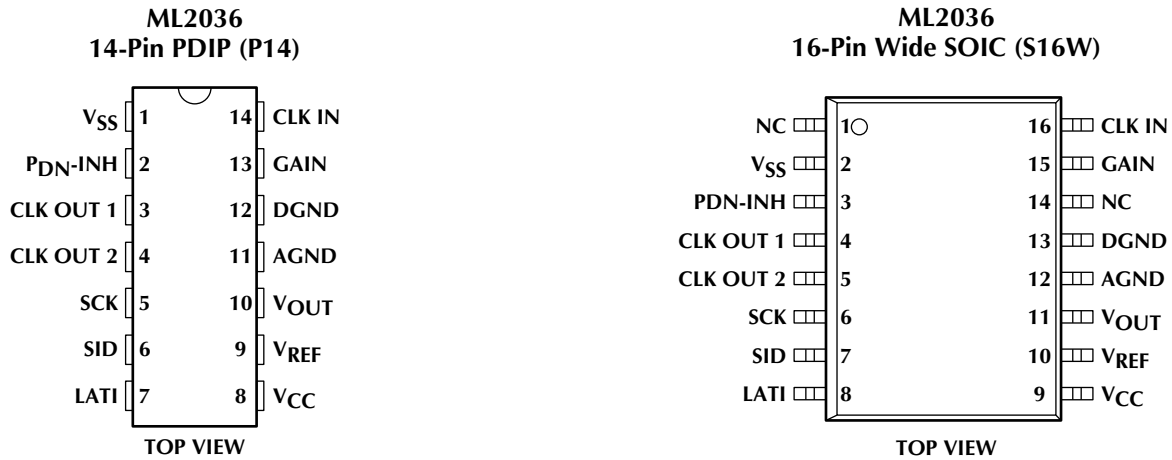 ML2036
14-Pin PDIP (P14)
VSS 1 14 CLK IN
PDN-INH 2 13 GAIN
CLK OUT 1 3 12 DGND
CLK OUT 2 4 11 AGND
SCK 5 10 VOUT
SID 6 9 VREF
LATI 7 8 VCC
TOP VIEW
ML2036
16-Pin Wide SOIC (S16W)
NC 1 16 CLK IN
VSS 2 15 GAIN
PDN-INH 3 14 NC
CLK OUT 1 4 13 DGND
CLK OUT 2 5 12 AGND
SCK 6 11 VOUT
SID 7 10 VREF
LATI 8 9 VCC
TOP VIEW